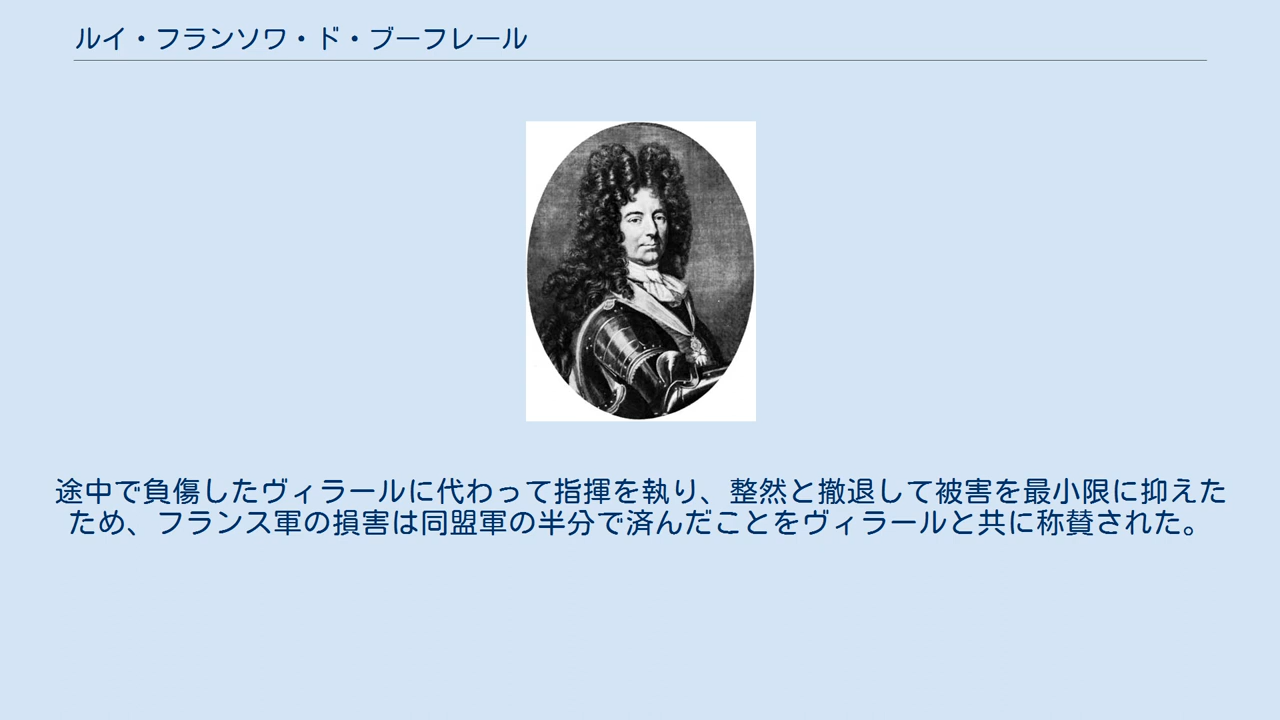 ルイ・フランソワ・ド・ブーフレール
途中で負傷したヴィラールに代わって指揮を執り、整然と撤退して被害を最小限に抑えた
ため、フランス軍の損害は同盟軍の半分で済んだことをヴィラールと共に称賛された。